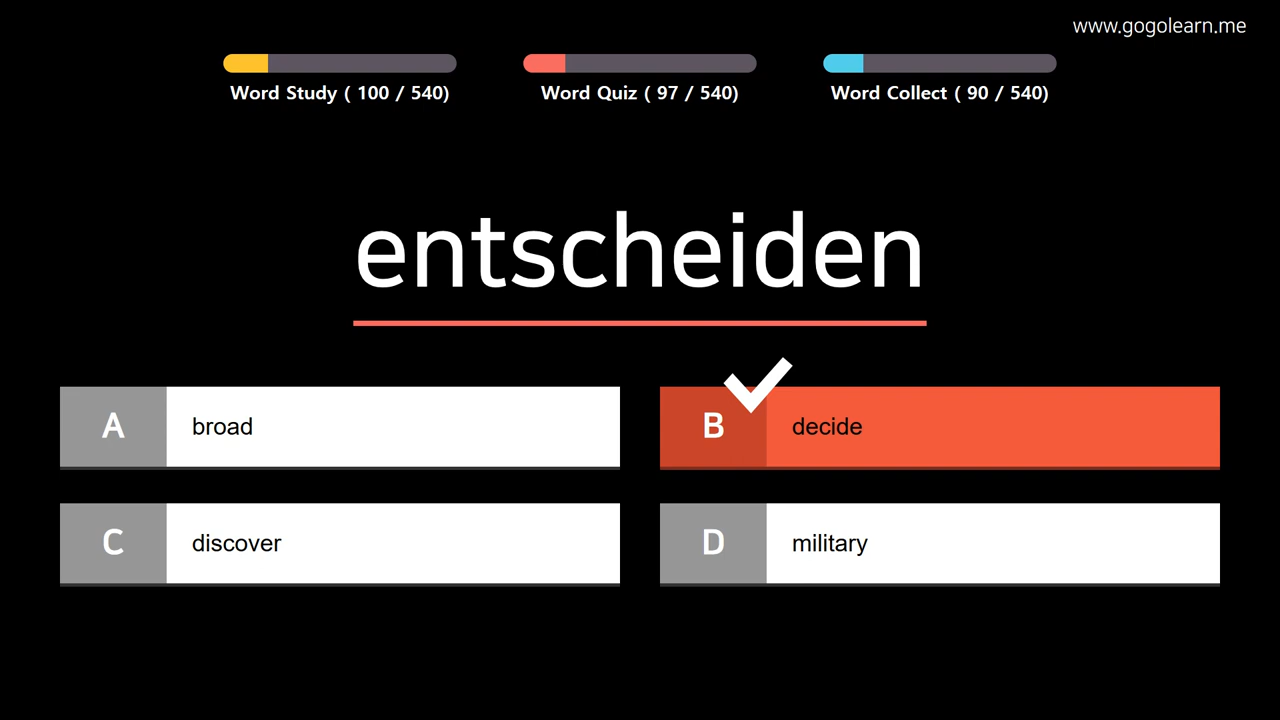 www.gogolearn.me
Word Study ( 100 / 540)
Word Quiz ( 97 / 540)
Word Collect ( 90 / 540)
entscheiden
A broad
B decide
C discover
D military